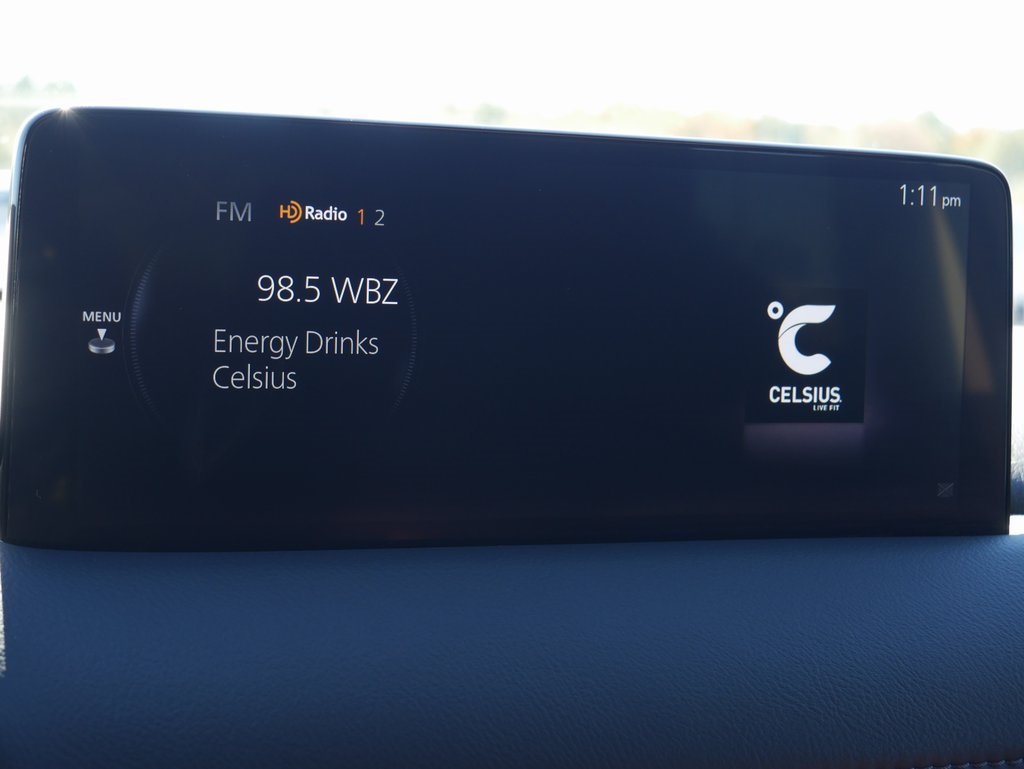 FM HD Radio 1 2
1:11 pm
98.5 WBZ
MENU
Energy Drinks
Celsius
CELSIUS.
LIVE FIT